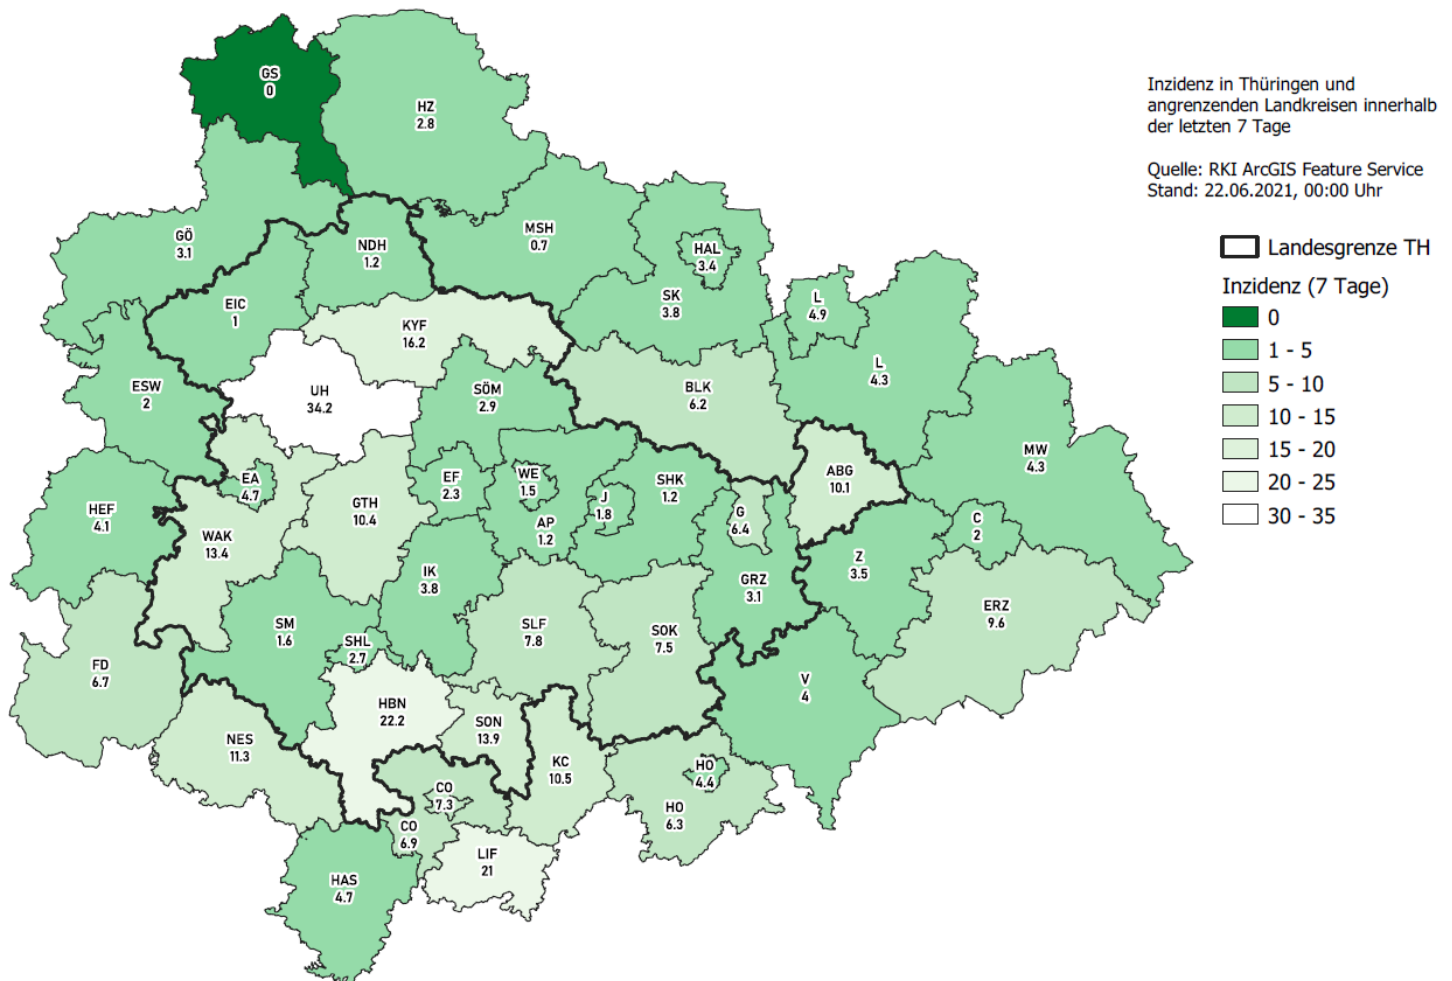 GS
0
HZ
2.8
Inzidenz in Thüringen und
angrenzenden Landkreisen innerhalb
der letzten 7 Tage
Quelle: RKI ArcGIS Feature Service
Stand: 22.06.2021, 00:00 Uhr
Landesgrenze TH
Inzidenz (7 Tage)
0
1 - 5
5 - 10
10 - 15
15 - 20
20 - 25
30 - 35
GÖ
3.1
NDH
1.2
MSH
0.7
HAL
3.4
EIC
1
SK
3.8
L
4.9
KYF
16.2
L
4.3
ESW
2
UH
34.2
SÖM
2.9
BLK
6.2
MW
4.3
EA
4.7
EF
2.3
WE
1.5
J
1.8
SHK
1.2
ABG
10.1
HEF
4.1
WAK
13.4
GTH
10.4
AP
1.2
G
6.4
C
2
Z
3.5
IK
3.8
GRZ
3.1
ERZ
9.6
SM
1.6
SHL
2.7
SLF
7.8
SOK
7.5
FD
6.7
V
4
HBN
22.2
NES
11.3
SON
13.9
KC
10.5
HO
4.4
CO
7.3
HO
6.3
CO
6.9
LIF
21
HAS
4.7